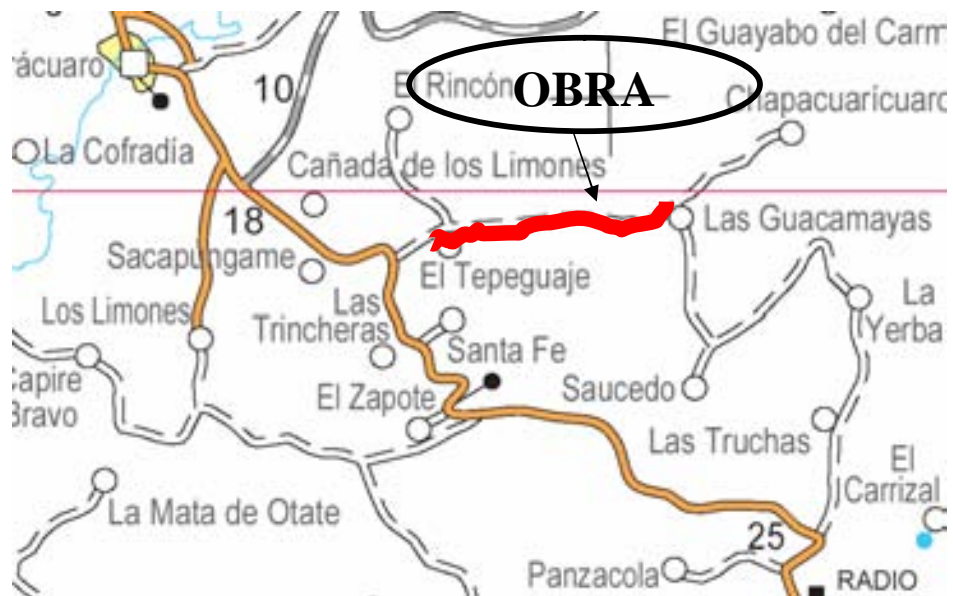 El Guayabo del Carm
ácuaro
10
El Rincón
OBRA
Chapacuaricuaro
La Cofradía
Cañada de los Limones
18
Las Guacamayas
Sacapungame
El Tepeguaje
Los Limones
Las
Trincheras
La
Yerba
Santa Fe
Capire
Bravo
El Zapote
Saucedo
Las Truchas
El
Carrizal
La Mata de Otate
25
Panzacola
RADIO